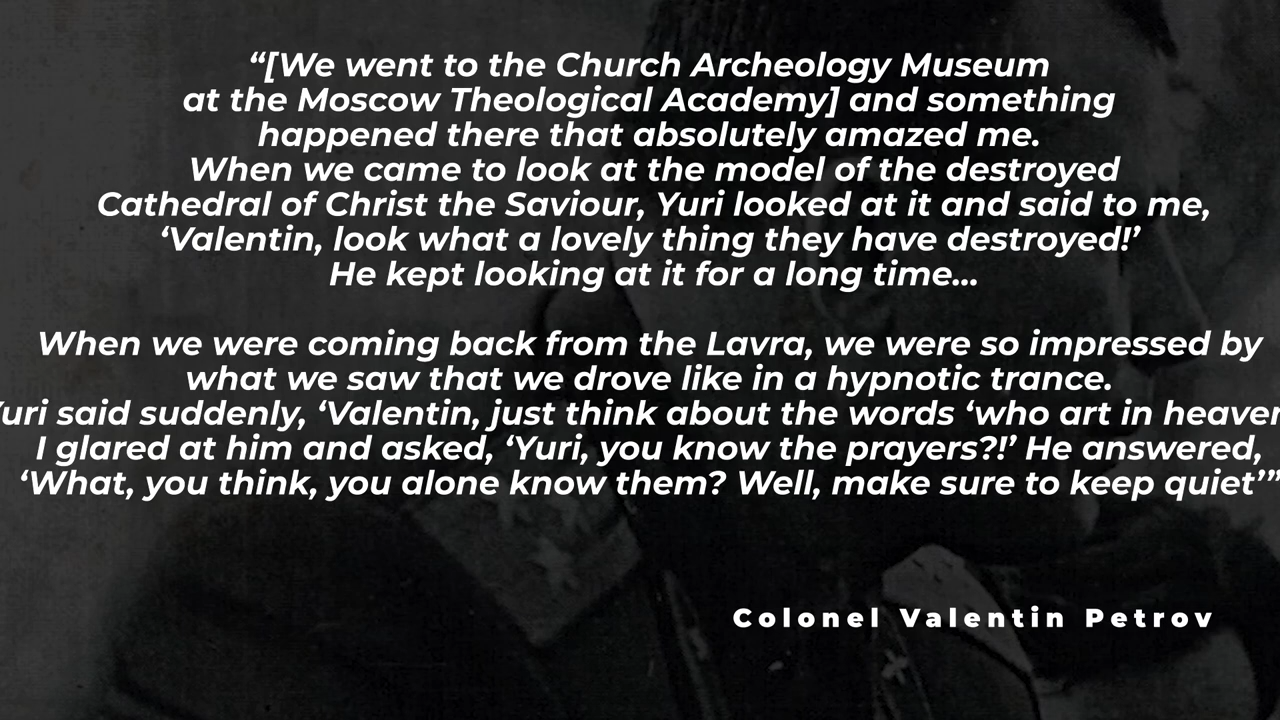 “[We went to the Church Archeology Museum
at the Moscow Theological Academy] and something
happened there that absolutely amazed me.
When we came to look at the model of the destroyed
Cathedral of Christ the Saviour, Yuri looked at it and said to me,
‘Valentin, look what a lovely thing they have destroyed!’
He kept looking at it for a long time...
When we were coming back from the Lavra, we were so impressed by
what we saw that we drove like in a hypnotic trance.
Yuri said suddenly, ‘Valentin, just think about the words ‘who art in heaven
I glared at him and asked, ‘Yuri, you know the prayers?!’ He answered,
‘What, you think, you alone know them? Well, make sure to keep quiet’”
Colonel Valentin Petrov